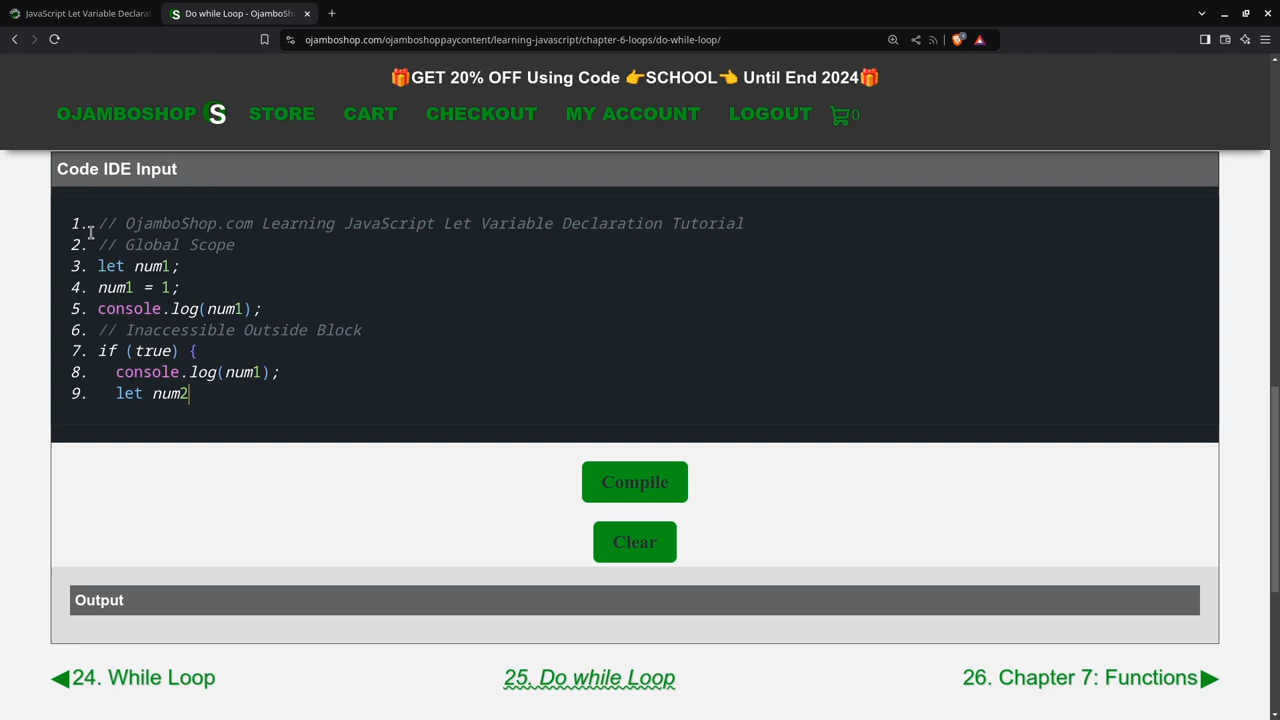 JavaScript Let Variable Declarat
Do while Loop - OjamboSh
ojamboshop.com/ojamboshoppaycontent/learning-javascript/chapter-6-loops/do-while-loop/
🎁GET 20% OFF Using Code 👉SCHOOL👈 Until End 2024🎁
OJAMBOSHOP S STORE CART CHECKOUT MY ACCOUNT LOGOUT 0
Code IDE Input
1. // OjamboShop.com Learning JavaScript Let Variable Declaration Tutorial
2. // Global Scope
3. let num1;
4. num1 = 1;
5. console.log(num1);
6. // Inaccessible Outside Block
7. if (true) {
8.   console.log(num1);
9.   let num2
Compile
Clear
Output
◀24. While Loop
25. Do while Loop
26. Chapter 7: Functions▶